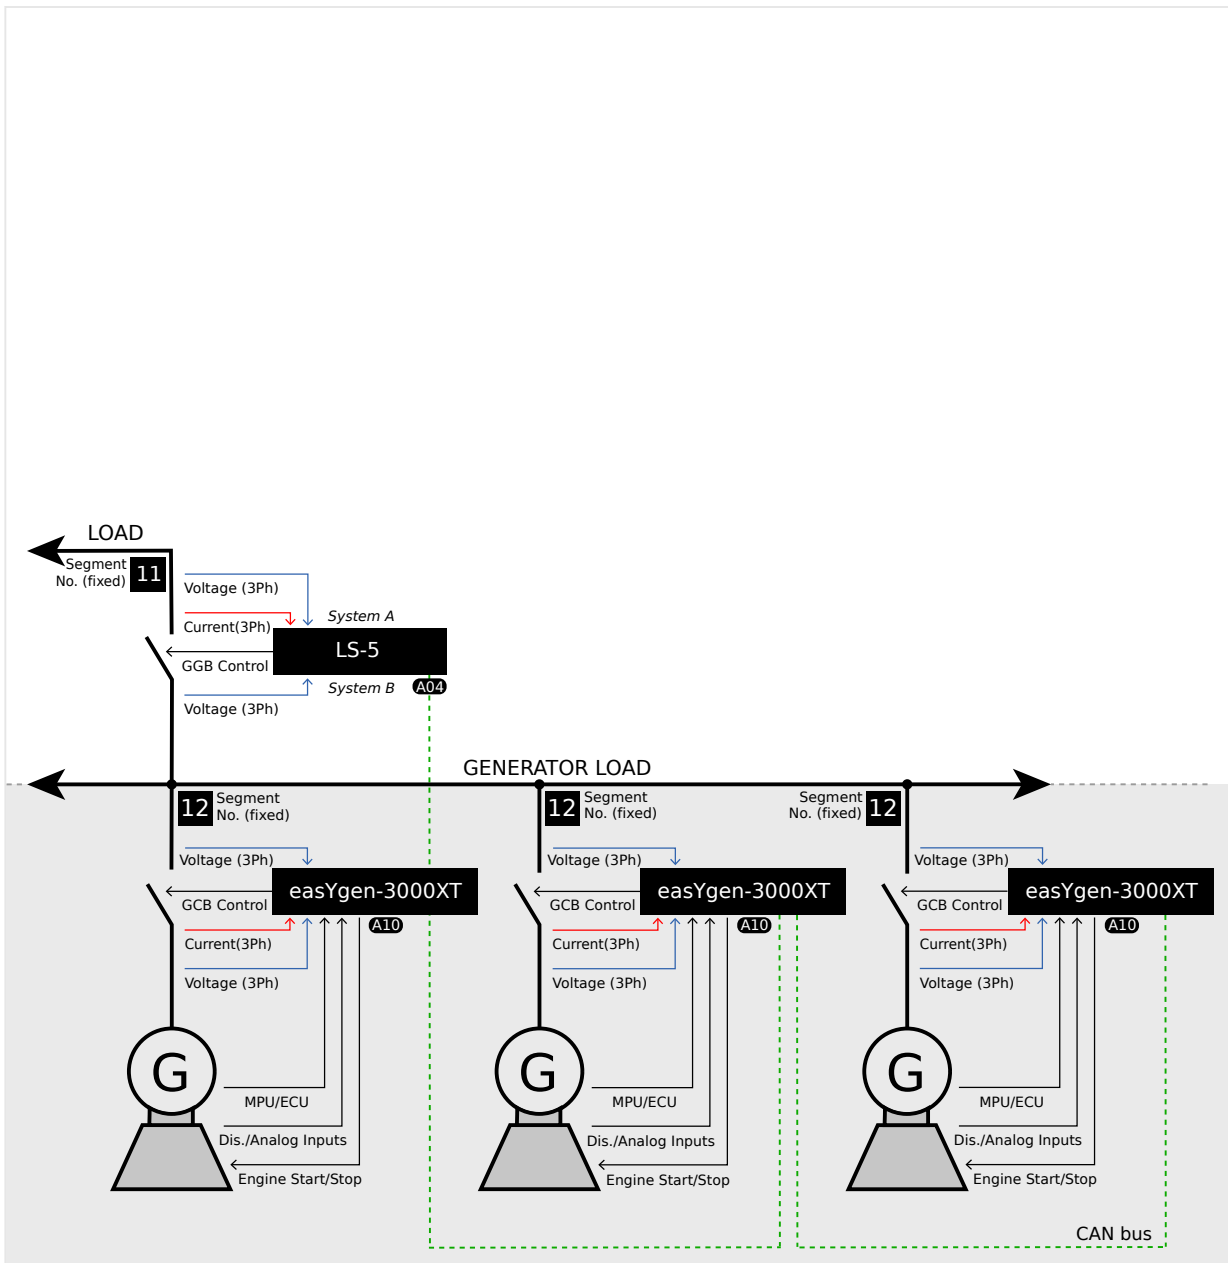 LOAD
Segment
No. (fixed)
11
Voltage (3Ph)
Current(3Ph)
System A
LS-5
GGB Control
System B
A04
Voltage (3Ph)
GENERATOR LOAD
12
Segment
No. (fixed)
Voltage (3Ph)
easYgen-3000XT
GCB Control
A10
Current(3Ph)
Voltage (3Ph)
G
MPU/ECU
Dis./Analog Inputs
Engine Start/Stop
12
Segment
No. (fixed)
Voltage (3Ph)
easYgen-3000XT
GCB Control
A10
Current(3Ph)
Voltage (3Ph)
G
MPU/ECU
Dis./Analog Inputs
Engine Start/Stop
Segment
No. (fixed)
12
Voltage (3Ph)
easYgen-3000XT
GCB Control
A10
Current(3Ph)
Voltage (3Ph)
G
MPU/ECU
Dis./Analog Inputs
Engine Start/Stop
CAN bus